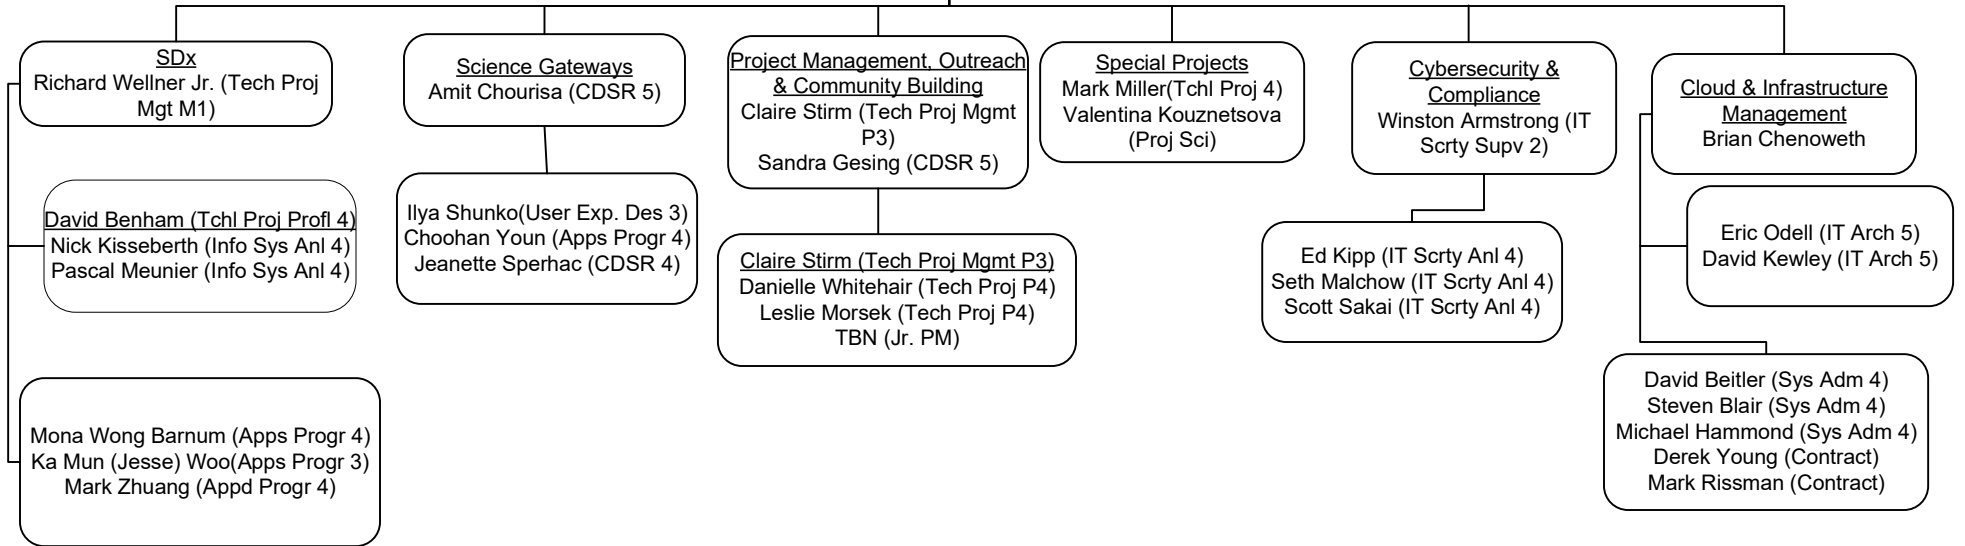 SDx
Richard Wellner Jr. (Tech Proj
Mgt M1)
David Benham (Tchl Proj Profl 4)
Nick Kisseberth (Info Sys Anl 4)
Pascal Meunier (Info Sys Anl 4)
Mona Wong Barnum (Apps Progr 4)
Ka Mun (Jesse) Woo(Apps Progr 3)
Mark Zhuang (Appd Progr 4)
Science Gateways
Amit Chourisa (CDSR 5)
Ilya Shunko(User Exp. Des 3)
Choohan Youn (Apps Progr 4)
Jeanette Sperhac (CDSR 4)
Project Management, Outreach
& Community Building
Claire Stirm (Tech Proj Mgmt
P3)
Sandra Gesing (CDSR 5)
Claire Stirm (Tech Proj Mgmt P3)
Danielle Whitehair (Tech Proj P4)
Leslie Morsek (Tech Proj P4)
TBN (Jr. PM)
Special Projects
Mark Miller(Tchl Proj 4)
Valentina Kouznetsova
(Proj Sci)
Cybersecurity &
Compliance
Winston Armstrong (IT
Scrty Supv 2)
Ed Kipp (IT Scrty Anl 4)
Seth Malchow (IT Scrty Anl 4)
Scott Sakai (IT Scrty Anl 4)
Cloud & Infrastructure
Management
Brian Chenoweth
Eric Odell (IT Arch 5)
David Kewley (IT Arch 5)
David Beitler (Sys Adm 4)
Steven Blair (Sys Adm 4)
Michael Hammond (Sys Adm 4)
Derek Young (Contract)
Mark Rissman (Contract)